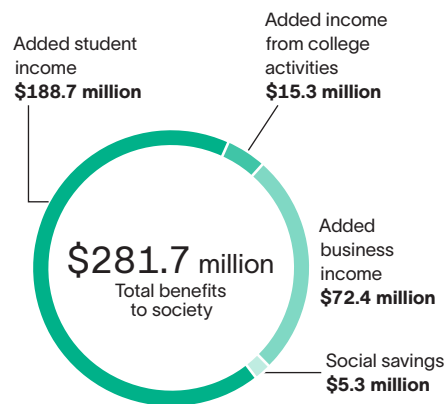 Added student
income
$188.7 million
Added income
from college
activities
$15.3 million
$281.7 million
Total benefits
to society
Added
business
income
$72.4 million
Social savings
$5.3 million